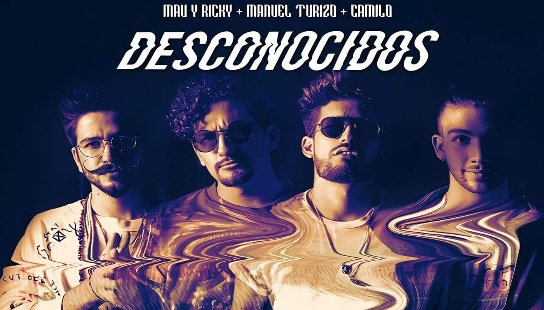 MAU Y RICKY + MANUEL TURIZO + CAMILO
DESCONOCIDOS